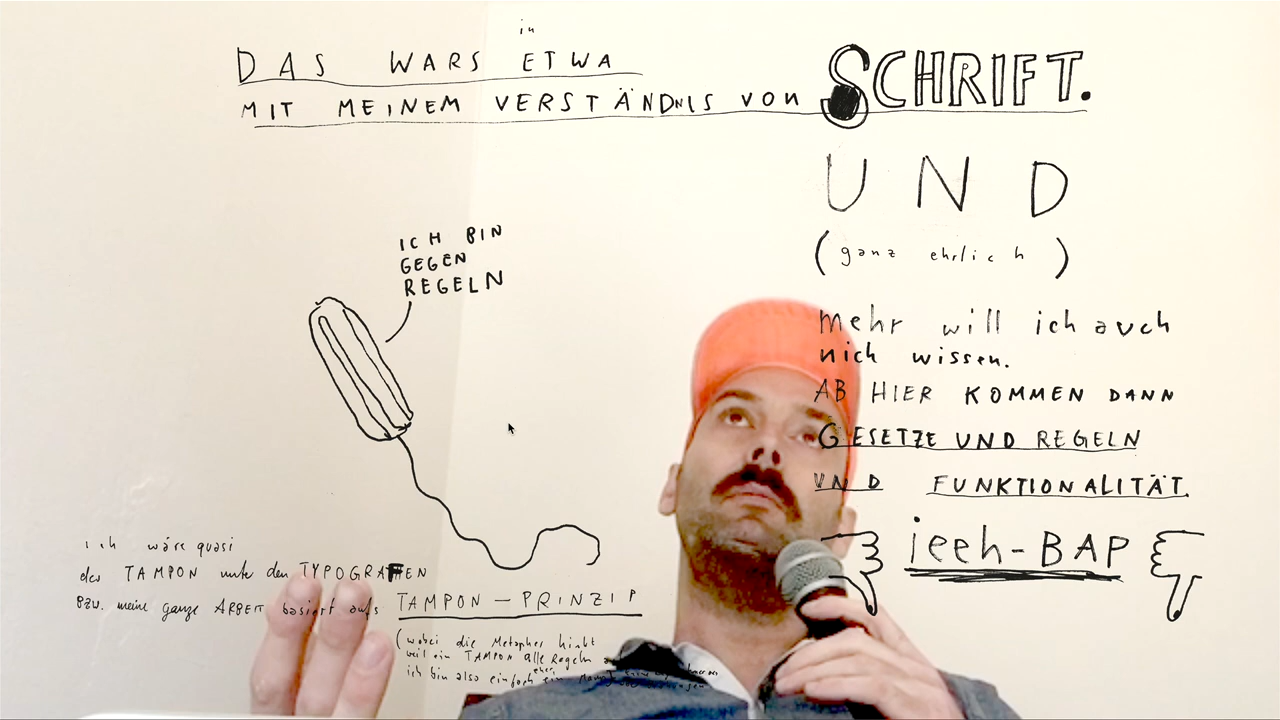 in
DAS WARS ETWA
MIT MEINEM VERSTÄNDNIS VON SCHRIFT.
UND
(ganz ehrlich)
mehr will ich auch
nich wissen.
AB HIER KOMMEN DANN
GESETZE UND REGELN
UND FUNKTIONALITÄT.
ieeh-BAP
ICH BIN
GEGEN
REGELN
ich wäre quasi
der TAMPON unter den TYPOGRAFEN
BZW. meine ganze ARBEIT basiert aufs TAMPON-PRINZIP
(wobei die Metapher hinkt
weil ein TAMPON alle Regeln
ich bin also einfach eher ein